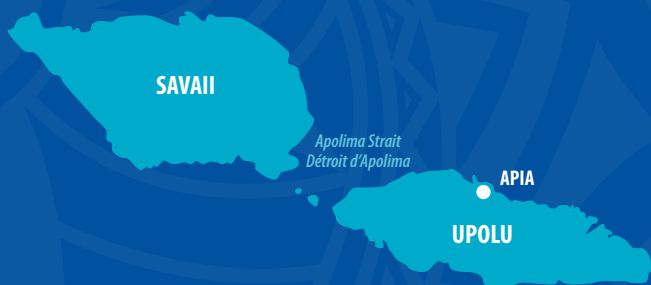 SAVAII
Apolima Strait
Détroit d'Apolima
APIA
UPOLU